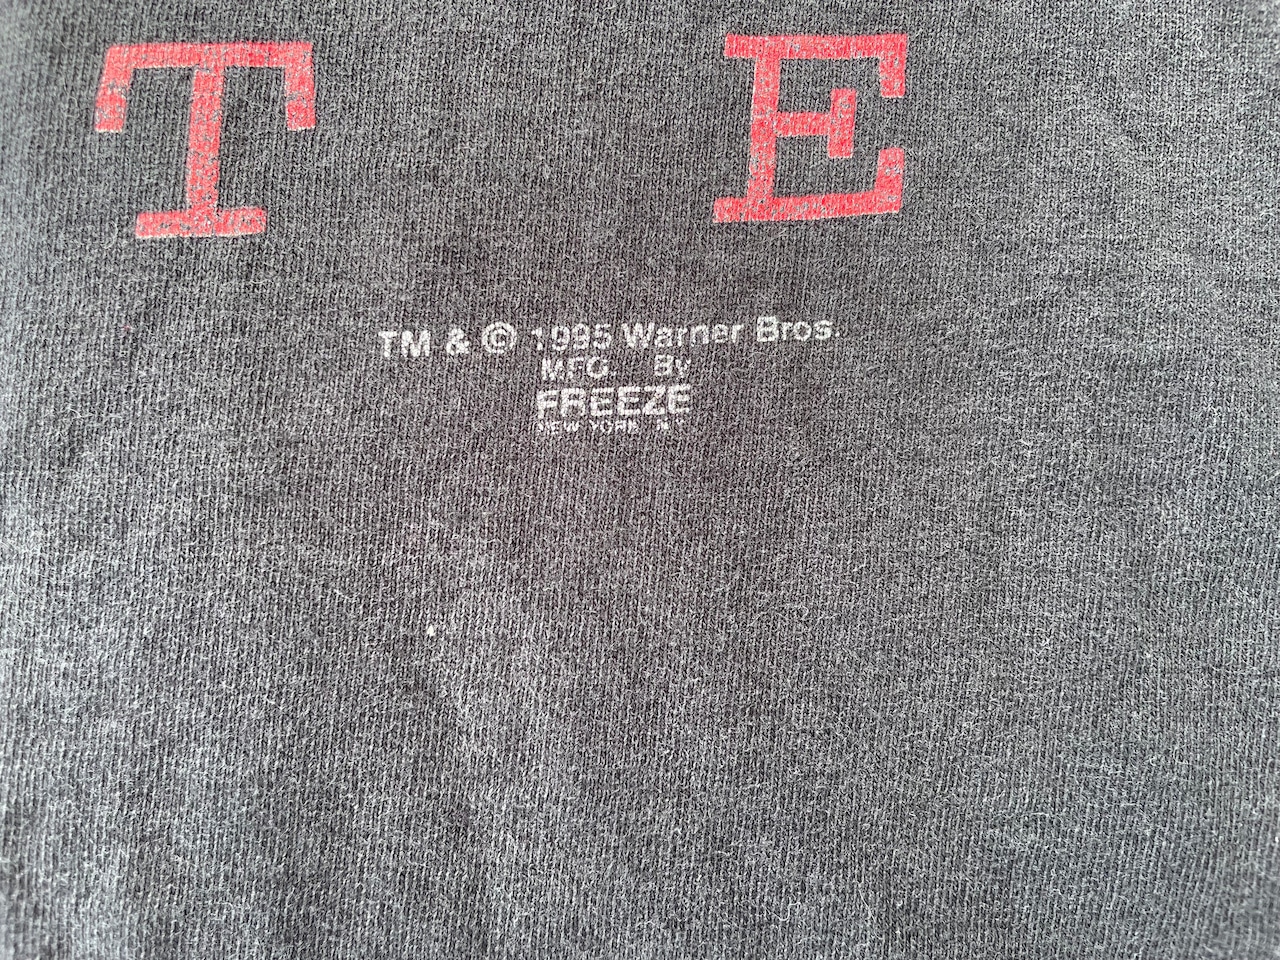 T E
TM & © 1995 Warner Bros.
MFG. By
FREEZE
NEW YORK N.Y.